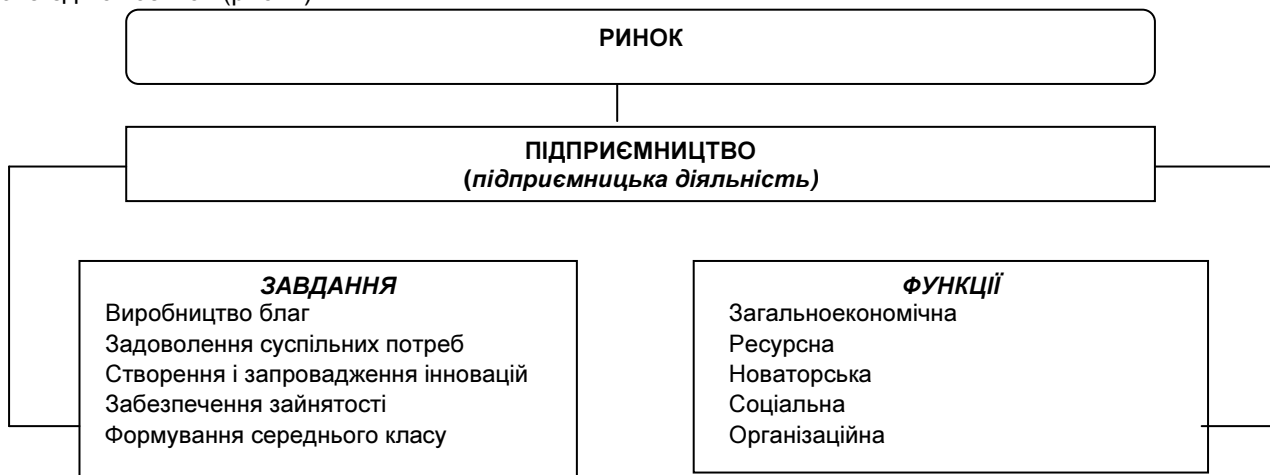 РИНОК
ПІДПРИЄМНИЦТВО
(підприємницька діяльність)
ЗАВДАННЯ
Виробництво благ
Задоволення суспільних потреб
Створення і запровадження інновацій
Забезпечення зайнятості
Формування середнього класу
ФУНКЦІЇ
Загальноекономічна
Ресурсна
Новаторська
Соціальна
Організаційна